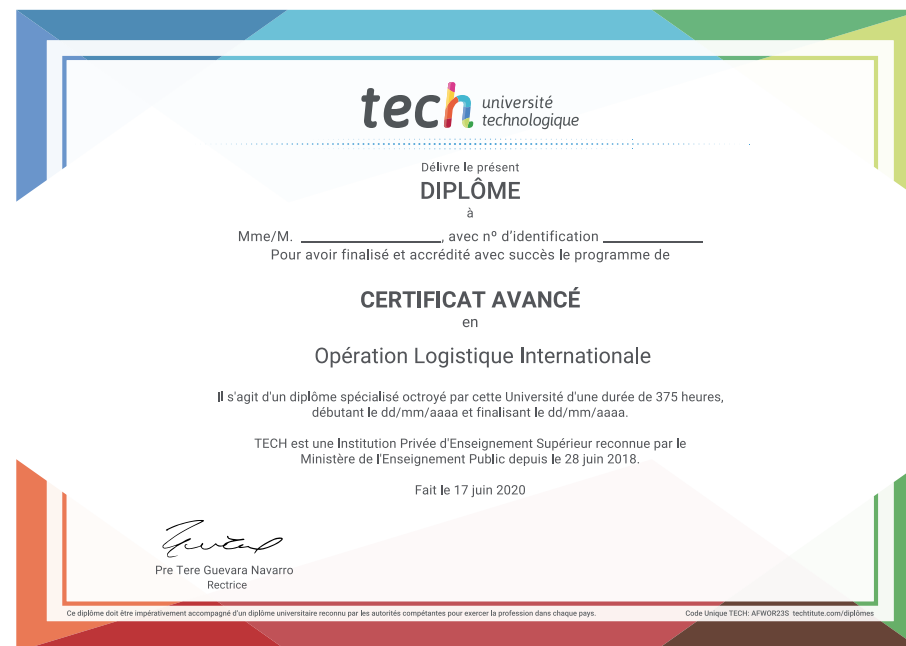 tech université
technologique
Délivre le présent
DIPLÔME
à
Mme/M. ____________________, avec nº d'identification ______________
Pour avoir finalisé et accrédité avec succès le programme de
CERTIFICAT AVANCÉ
en
Opération Logistique Internationale
Il s'agit d'un diplôme spécialisé octroyé par cette Université d'une durée de 375 heures,
débutant le dd/mm/aaaa et finalisant le dd/mm/aaaa.
TECH est une Institution Privée d'Enseignement Supérieur reconnue par le
Ministère de l'Enseignement Public depuis le 28 juin 2018.
Fait le 17 juin 2020
Pre Tere Guevara Navarro
Rectrice
Ce diplôme doit être impérativement accompagné d'un diplôme universitaire reconnu par les autorités compétantes pour exercer la profession dans chaque pays.
Code Unique TECH: AFWOR23S techtitute.com/diplômes